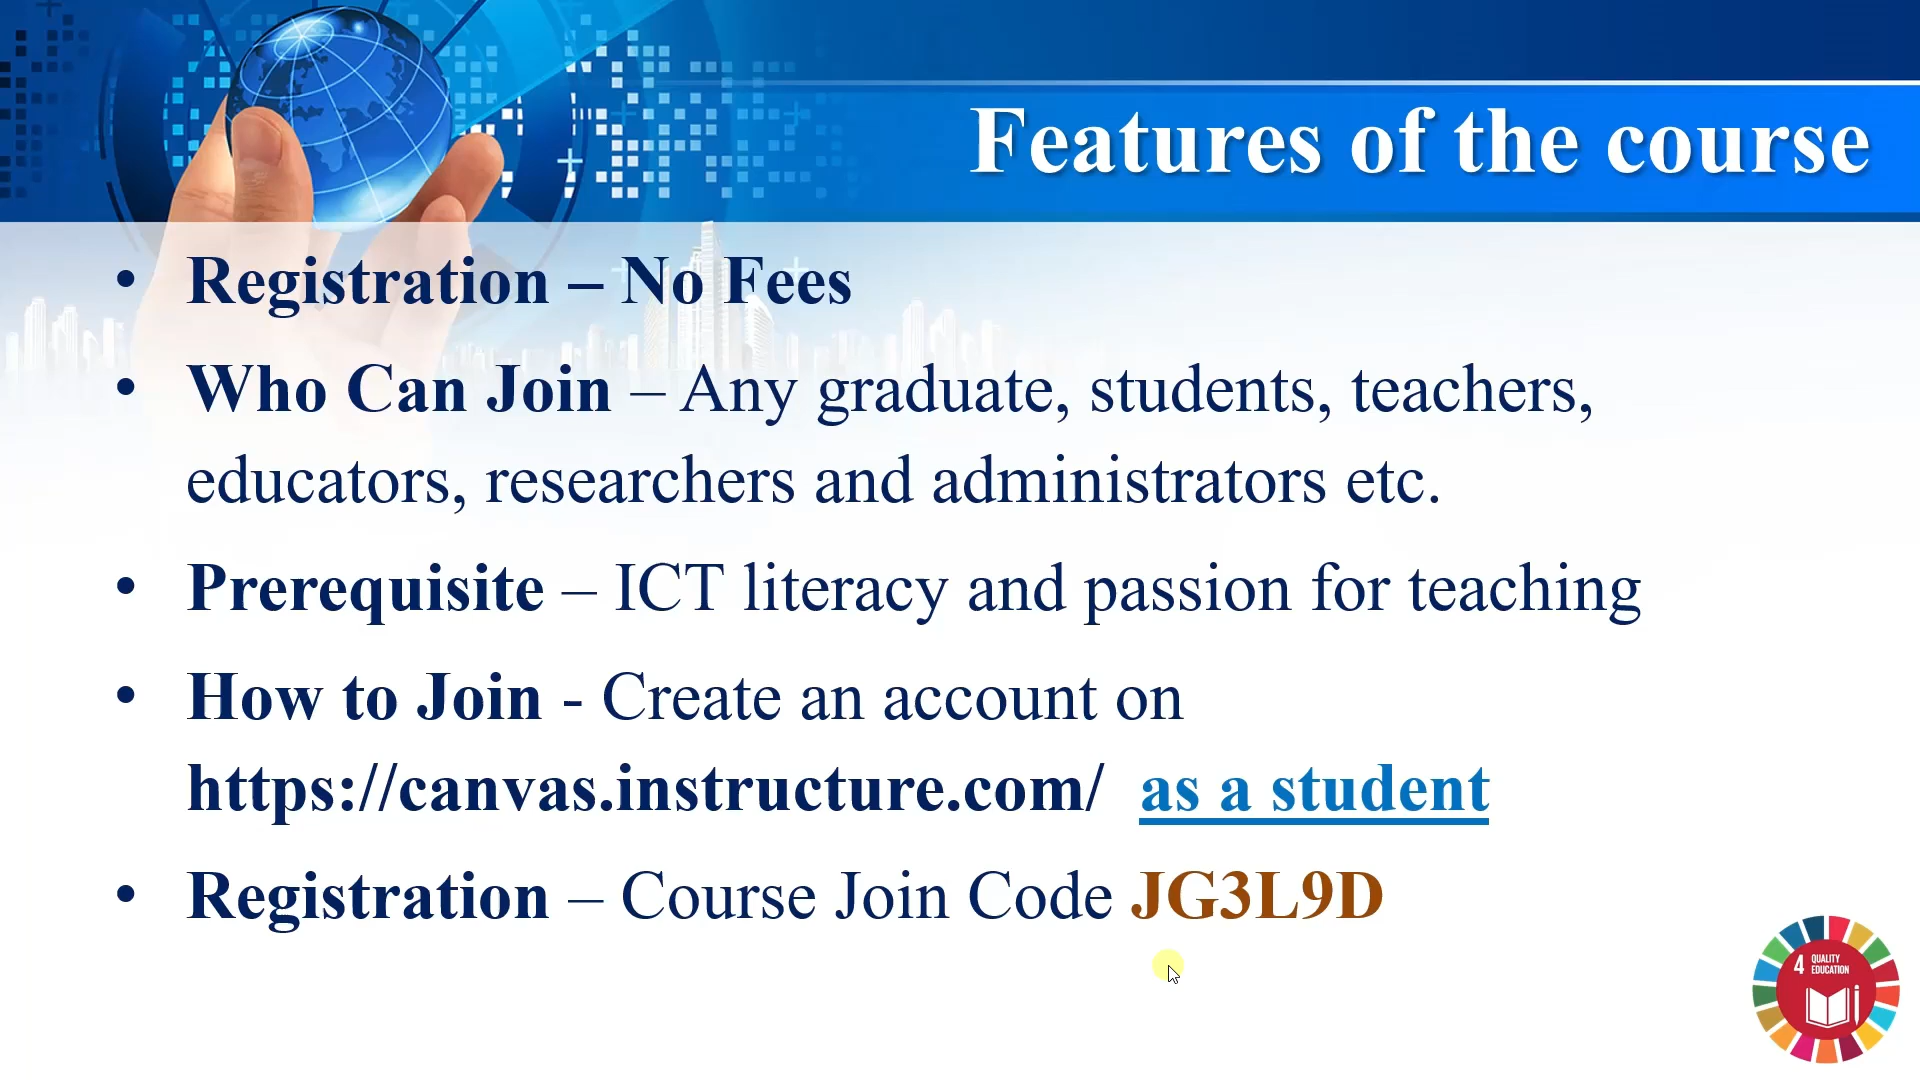 Features of the course
• Registration – No Fees
• Who Can Join – Any graduate, students, teachers,
educators, researchers and administrators etc.
• Prerequisite – ICT literacy and passion for teaching
• How to Join - Create an account on
https://canvas.instructure.com/ as a student
• Registration – Course Join Code JG3L9D
4 QUALITY
EDUCATION